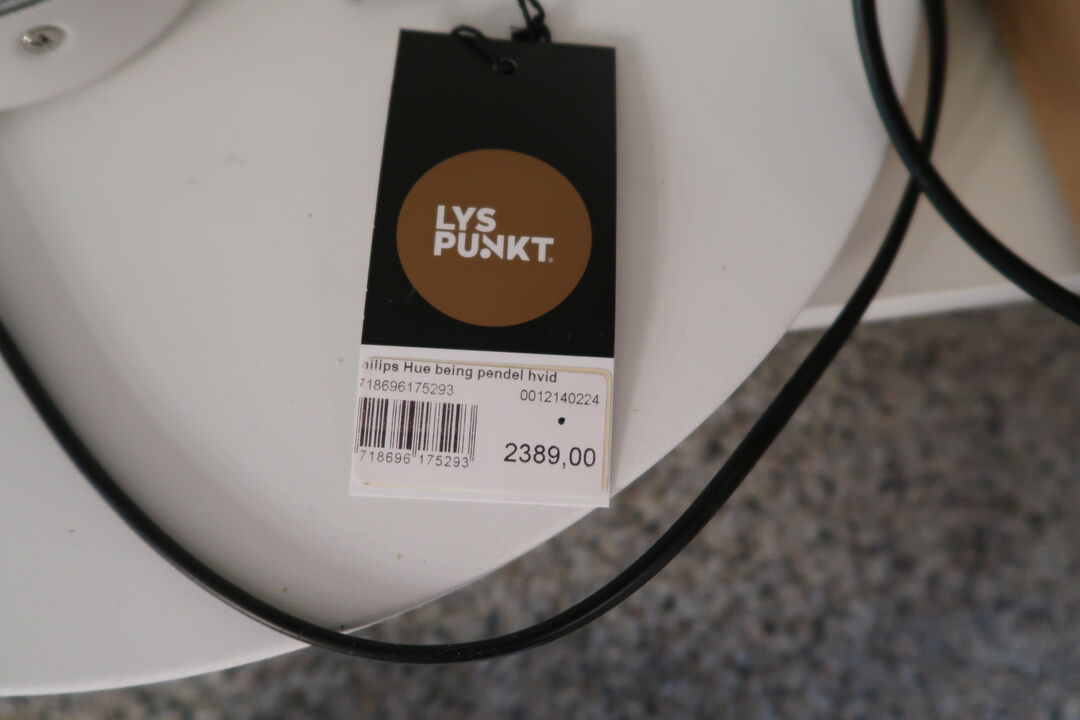 LYS
PUNKT
hilips Hue being pendel hvid
718696175293
0012140224
2389,00
718696 175293